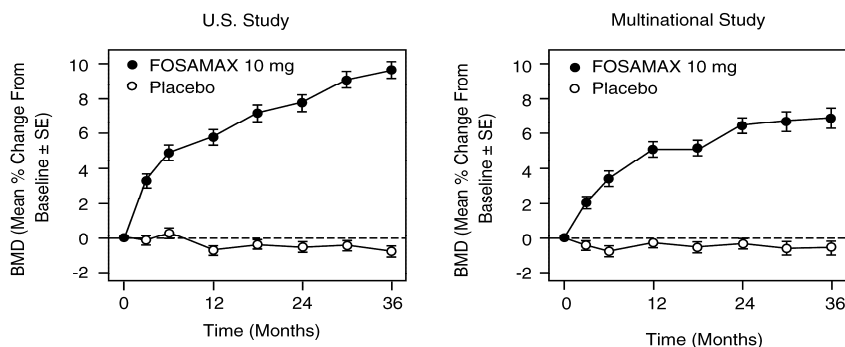 U.S. Study
BMD (Mean % Change From
Baseline ± SE)
10
8
6
4
2
0
-2
FOSAMAX 10 mg
Placebo
0
12
24
36
Time (Months)
Multinational Study
BMD (Mean % Change From
Baseline ± SE)
10
8
6
4
2
0
-2
FOSAMAX 10 mg
Placebo
0
12
24
36
Time (Months)